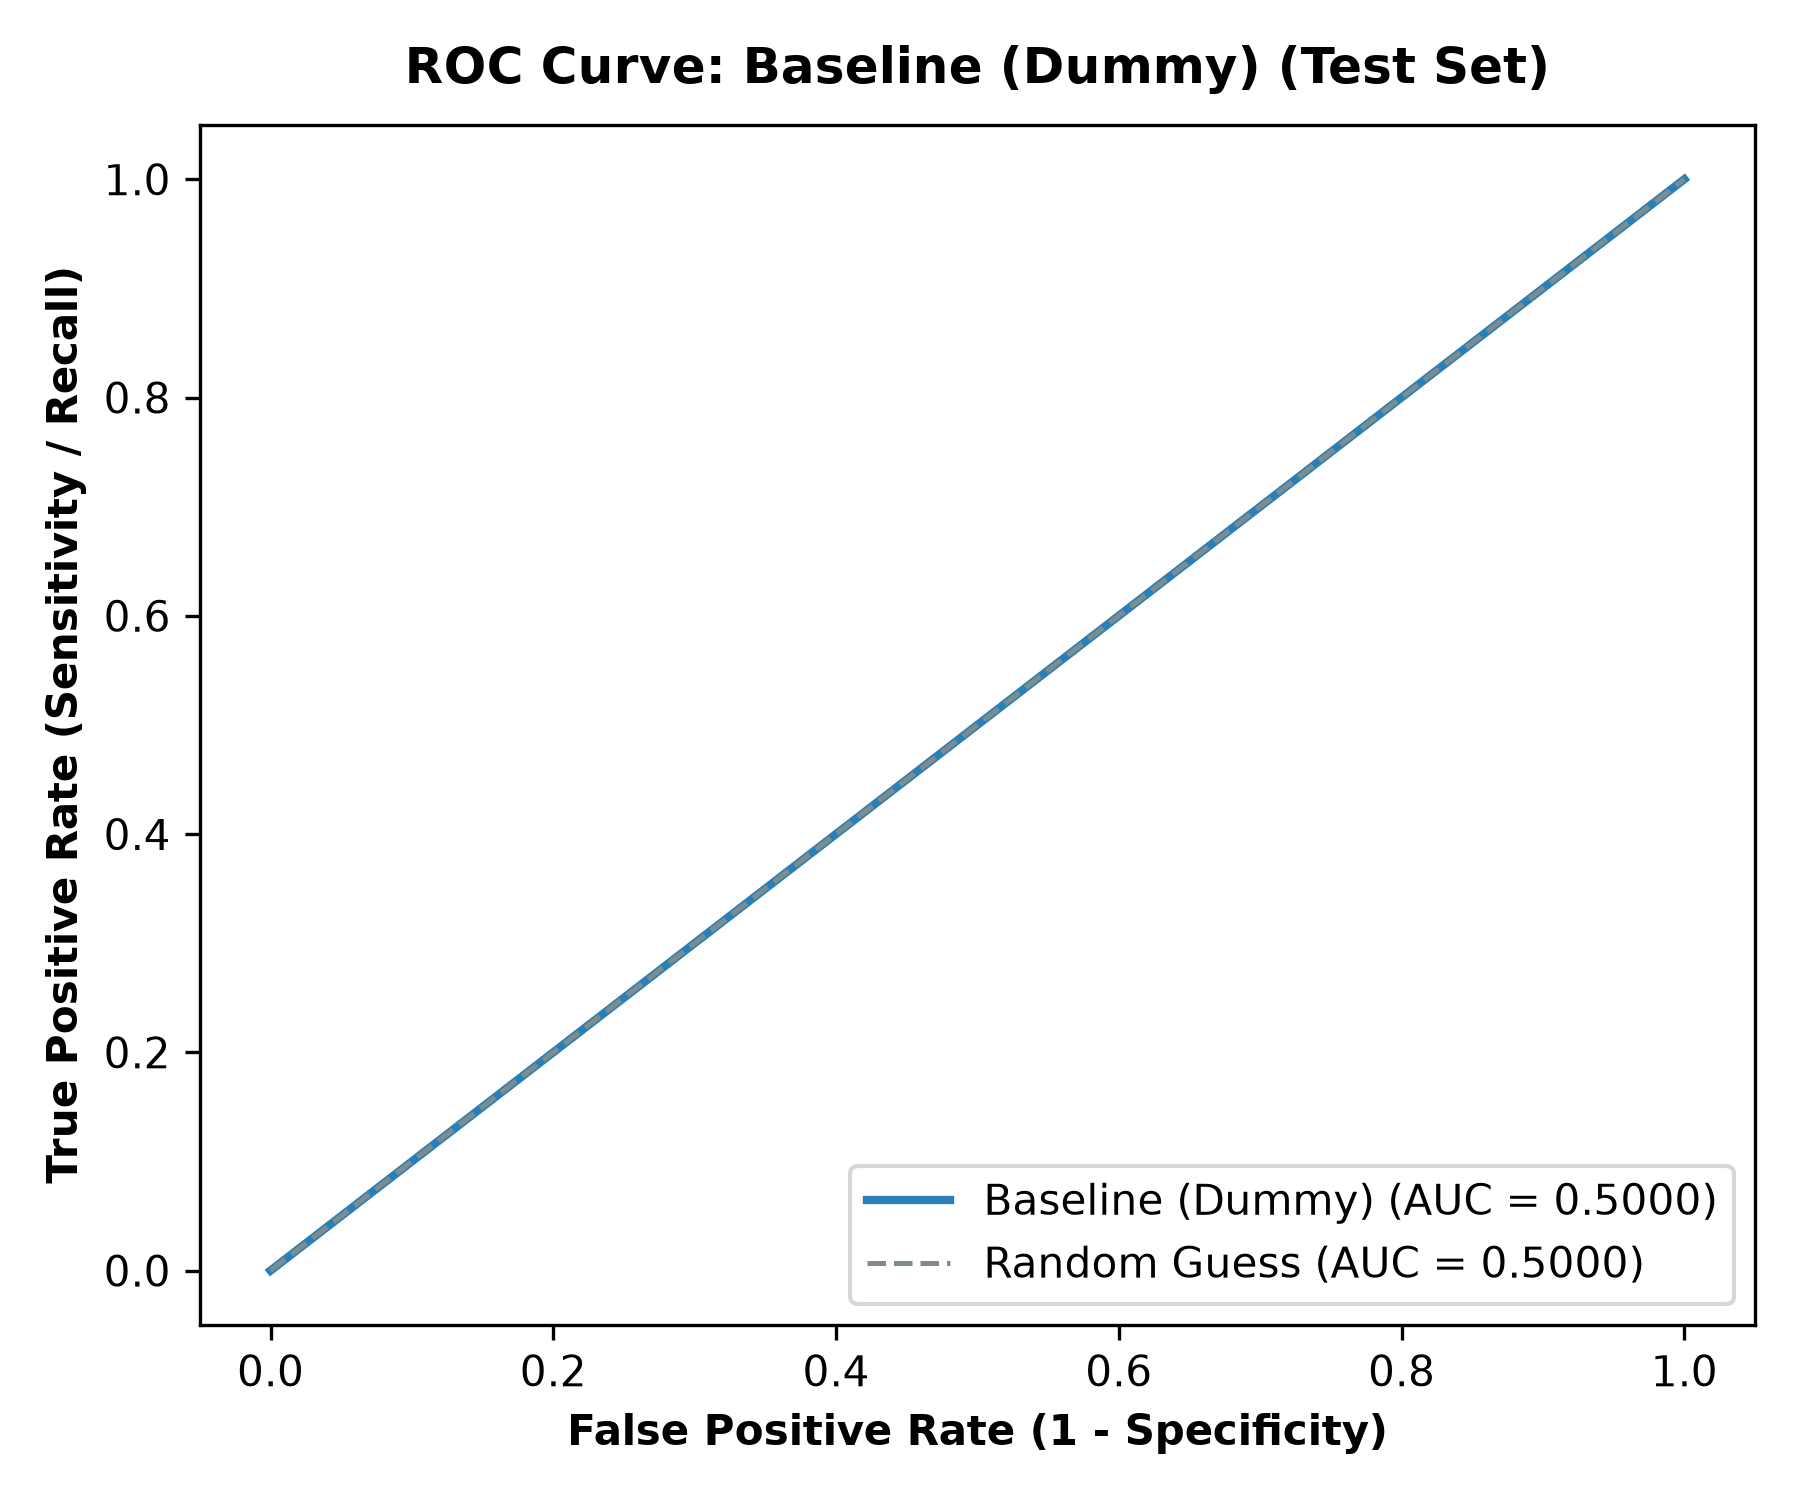 ROC Curve: Baseline (Dummy) (Test Set)
True Positive Rate (Sensitivity / Recall)
1.0
0.8
0.6
0.4
0.2
0.0
Baseline (Dummy) (AUC = 0.5000)
Random Guess (AUC = 0.5000)
0.0 0.2 0.4 0.6 0.8 1.0
False Positive Rate (1 - Specificity)